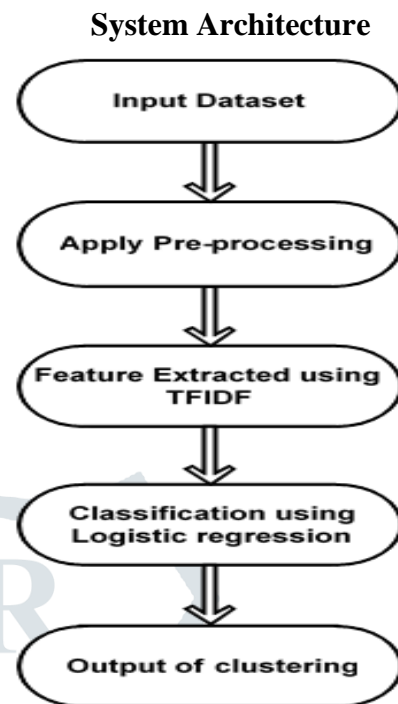 System Architecture
Input Dataset
Apply Pre-processing
Feature Extracted using
TFIDF
Classification using
Logistic regression
R
Output of clustering